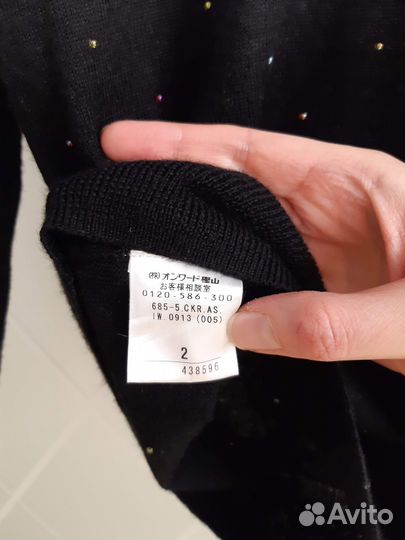 (株)オンワード樫山
お客様相談室
0120-586-300
685-5.CKR.AS.
IW.0913 (005)
2
438596
Avito